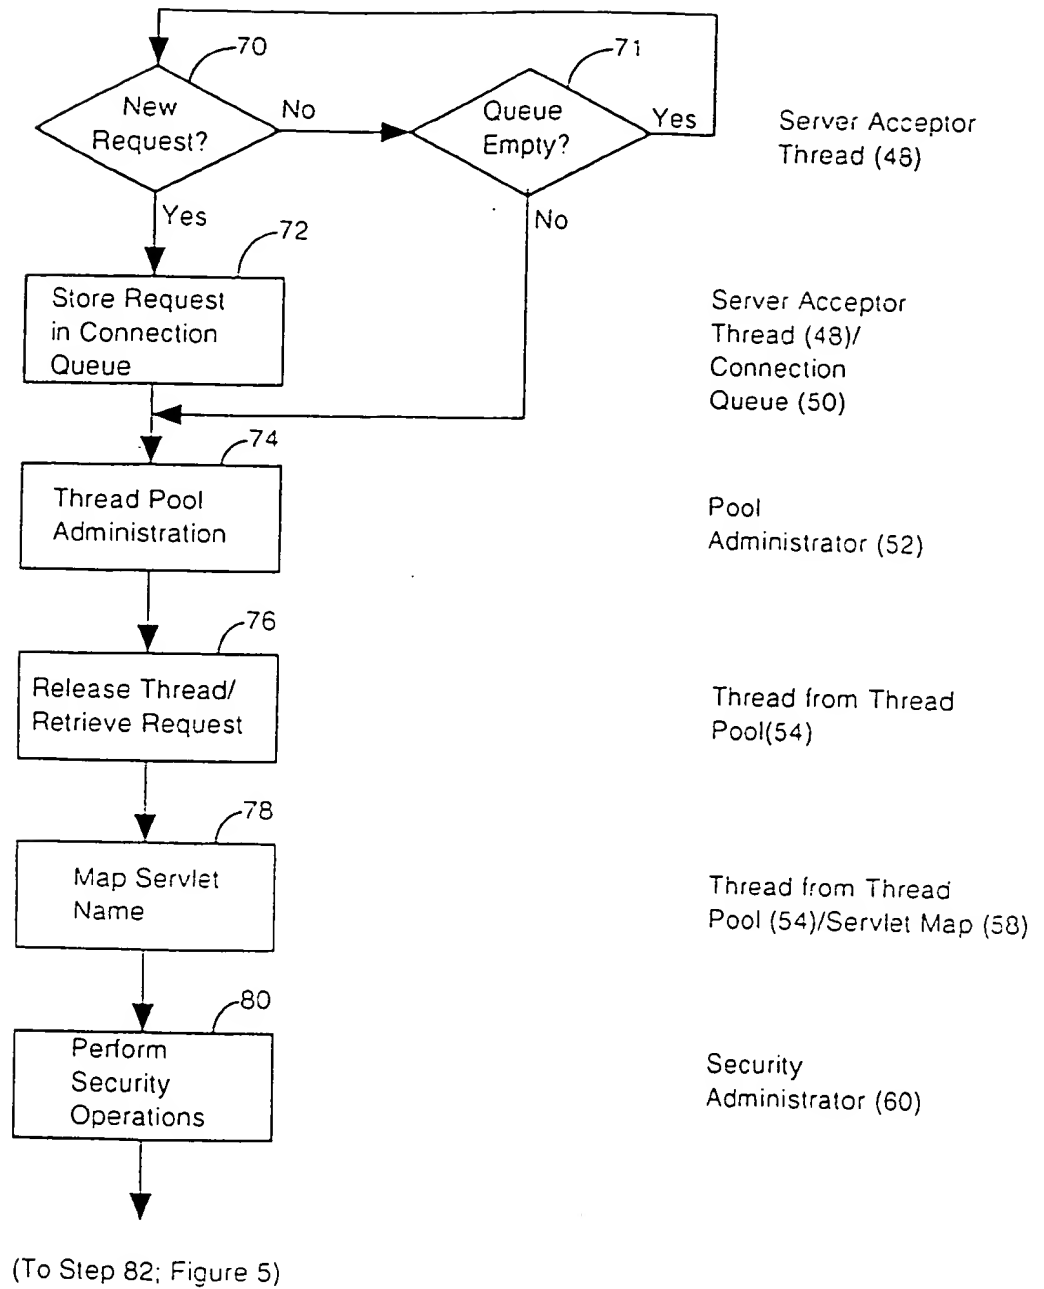 70
New
Request?
No
71
Queue
Empty?
Yes
Server Acceptor
Thread (48)
Yes
No
72
Store Request
in Connection
Queue
Server Acceptor
Thread (48)/
Connection
Queue (50)
74
Thread Pool
Administration
Pool
Administrator (52)
76
Release Thread/
Retrieve Request
Thread from Thread
Pool(54)
78
Map Servlet
Name
Thread from Thread
Pool (54)/Servlet Map (58)
80
Perform
Security
Operations
Security
Administrator (60)
(To Step 82; Figure 5)